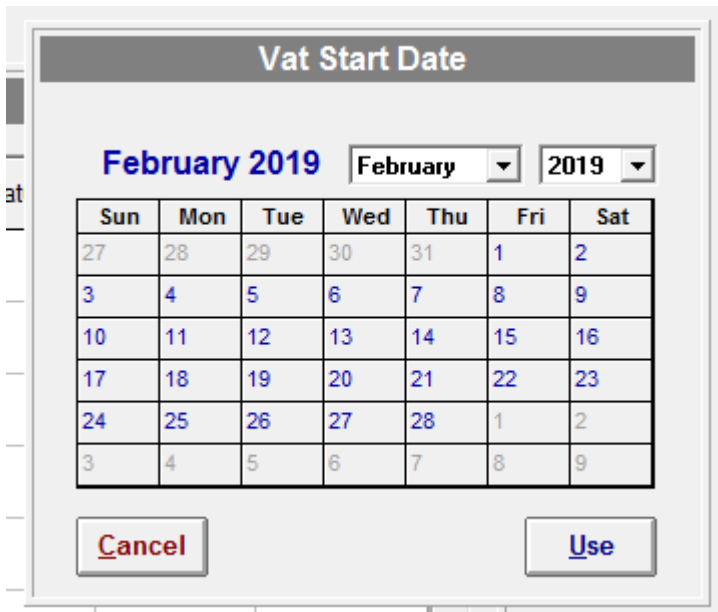 Vat Start Date
February 2019 February 2019
at
Sun Mon Tue Wed Thu Fri Sat
27 28 29 30 31 1 2
3 4 5 6 7 8 9
10 11 12 13 14 15 16
17 18 19 20 21 22 23
24 25 26 27 28 1 2
3 4 5 6 7 8 9
Cancel Use